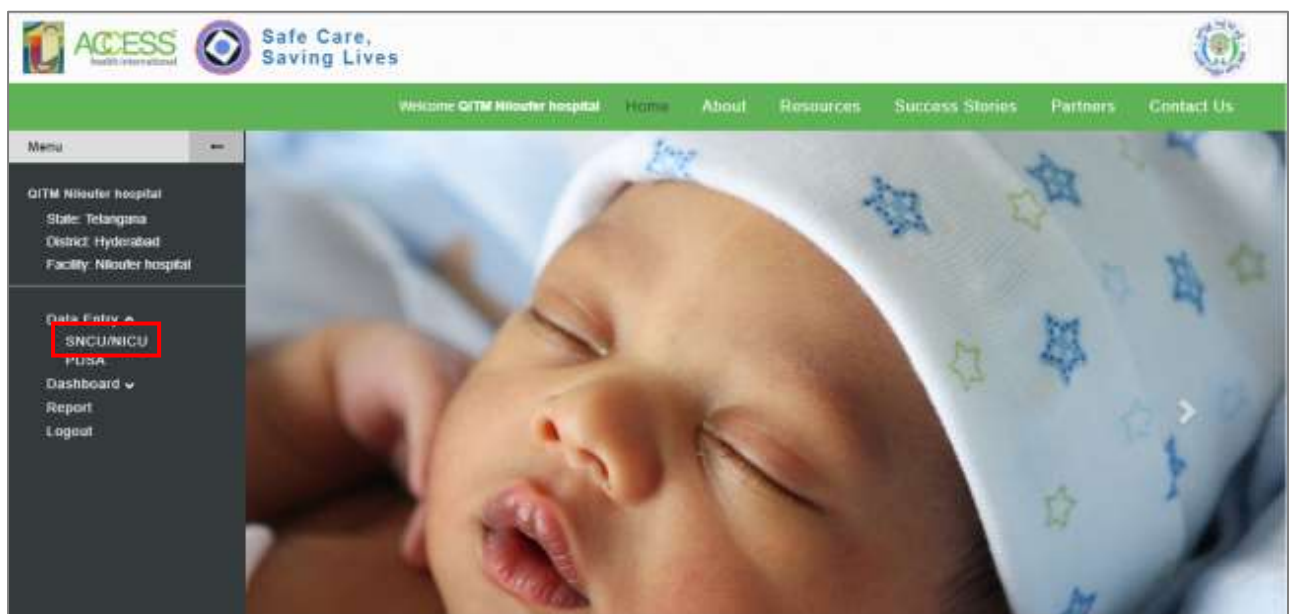 ACCESS
health international
Safe Care,
Saving Lives
Welcome QITM Niloufer hospital
Home
About
Resources
Success Stories
Partners
Contact Us
Menu
QITM Niloufer hospital
State: Telangana
District: Hyderabad
Facility: Niloufer hospital
Data Entry
SNCU/NICU
PDSA
Dashboard
Report
Logout